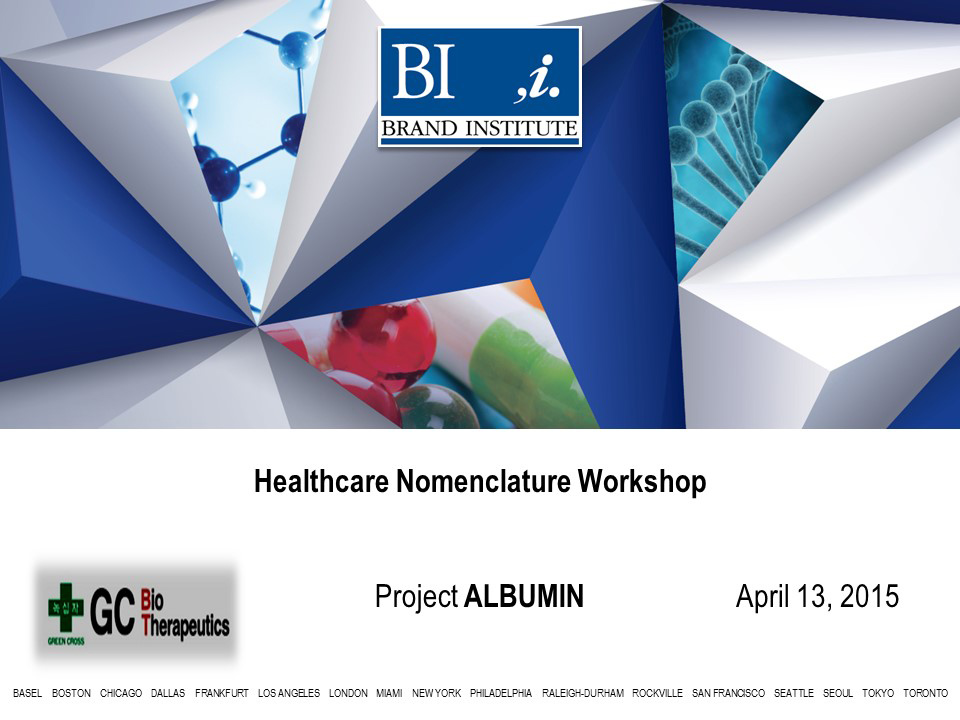 BI ,i.
BRAND INSTITUTE
Healthcare Nomenclature Workshop
녹십자
GREEN CROSS
GC Bio
Therapeutics
Project ALBUMIN
April 13, 2015
BASEL BOSTON CHICAGO DALLAS FRANKFURT LOS ANGELES LONDON MIAMI NEW YORK PHILADELPHIA RALEIGH-DURHAM ROCKVILLE SAN FRANCISCO SEATTLE SEOUL TOKYO TORONTO